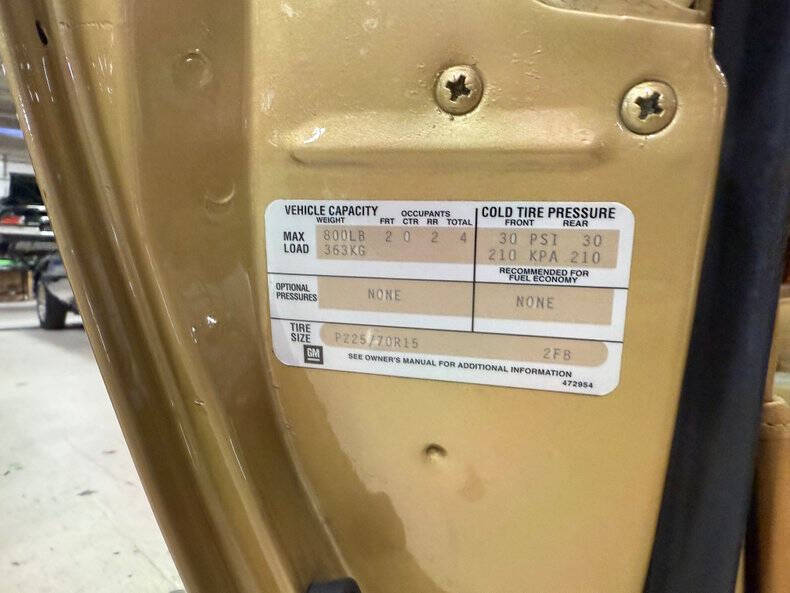 VEHICLE CAPACITY
WEIGHT
OCCUPANTS
FRT CTR RR TOTAL
COLD TIRE PRESSURE
FRONT REAR
MAX LOAD
800LB 2 0 2 4
363KG
30 PSI 30
210 KPA 210
RECOMMENDED FOR
FUEL ECONOMY
OPTIONAL
PRESSURES
NONE
NONE
TIRE
SIZE
P225/70R15 2FB
GM
SEE OWNER'S MANUAL FOR ADDITIONAL INFORMATION
472954